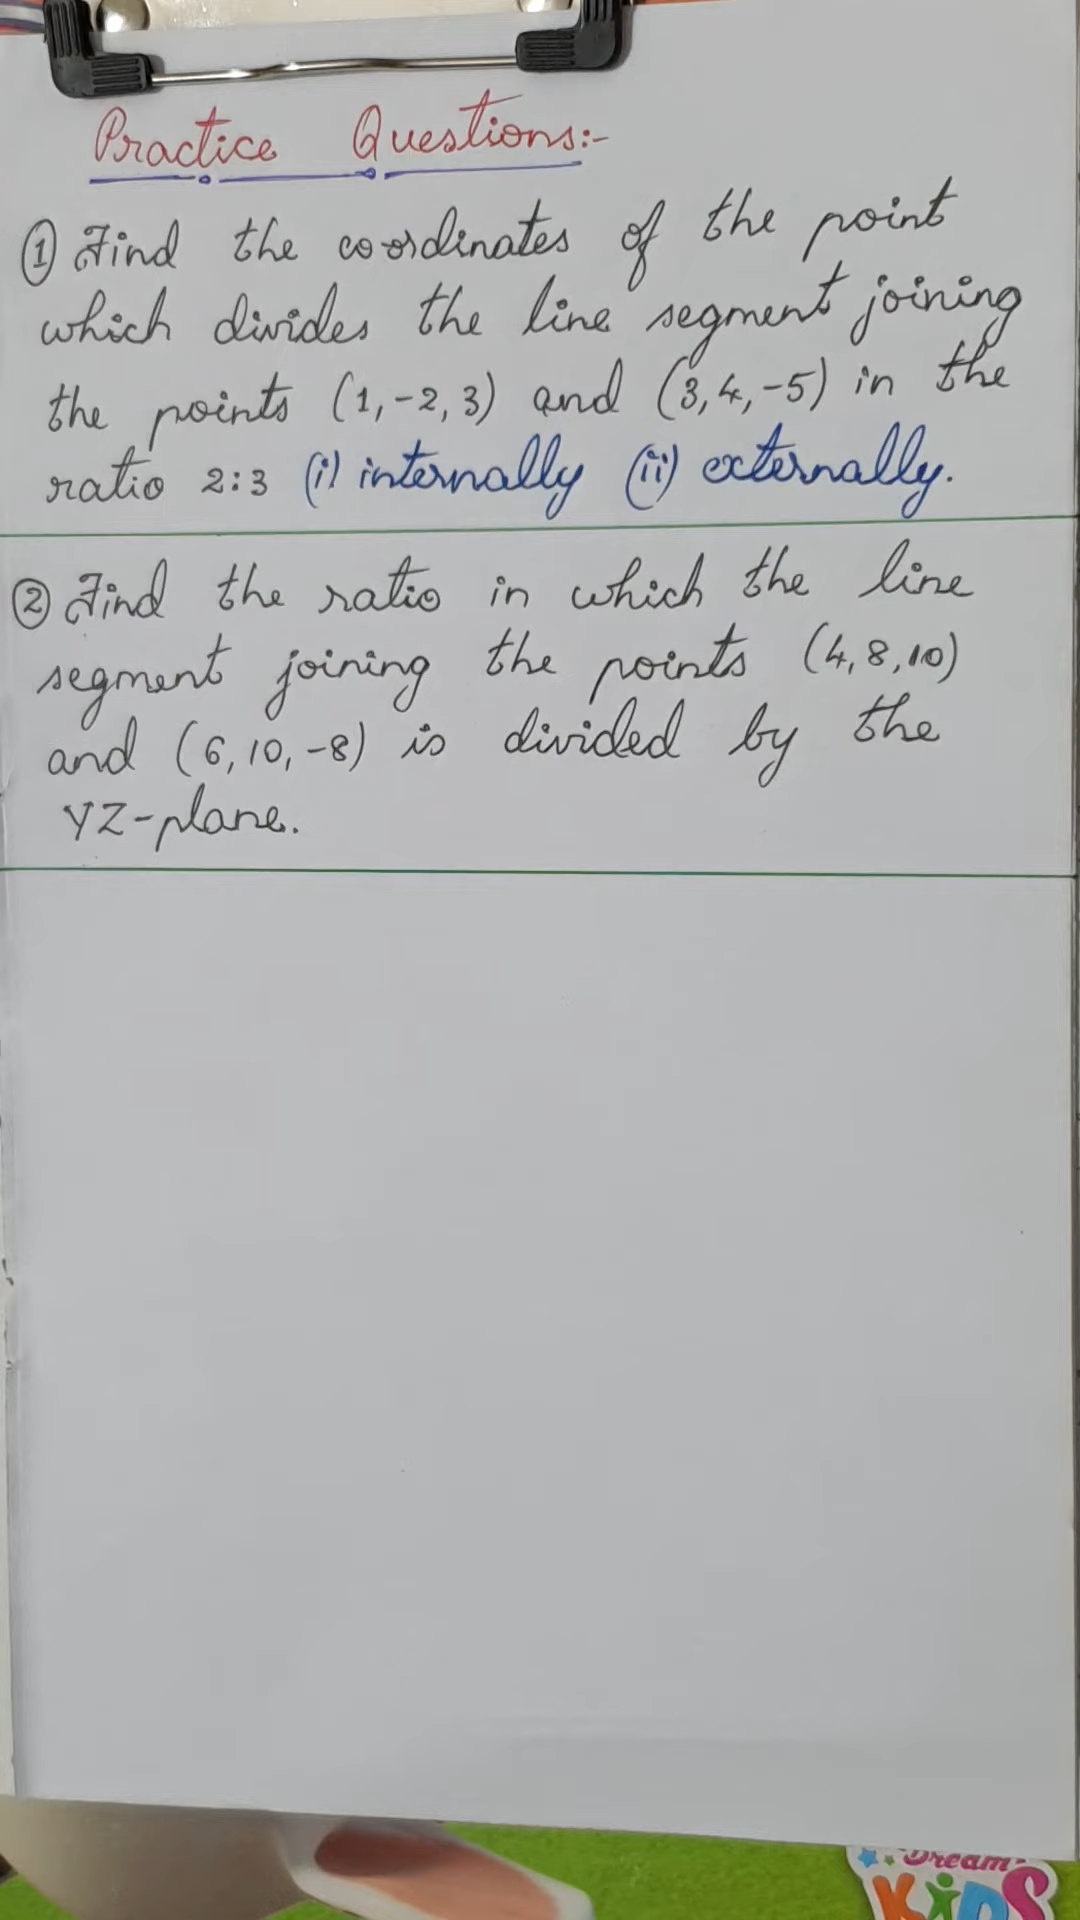 Practice Questions:-
① Find the coordinates of the point
which divides the line segment joining
the points (1,-2,3) and (3,4,-5) in the
ratio 2:3 (i) internally (ii) externally.
② Find the ratio in which the line
segment joining the points (4,8,10)
and (6,10,-8) is divided by the
YZ-plane.
Dream
KiDS